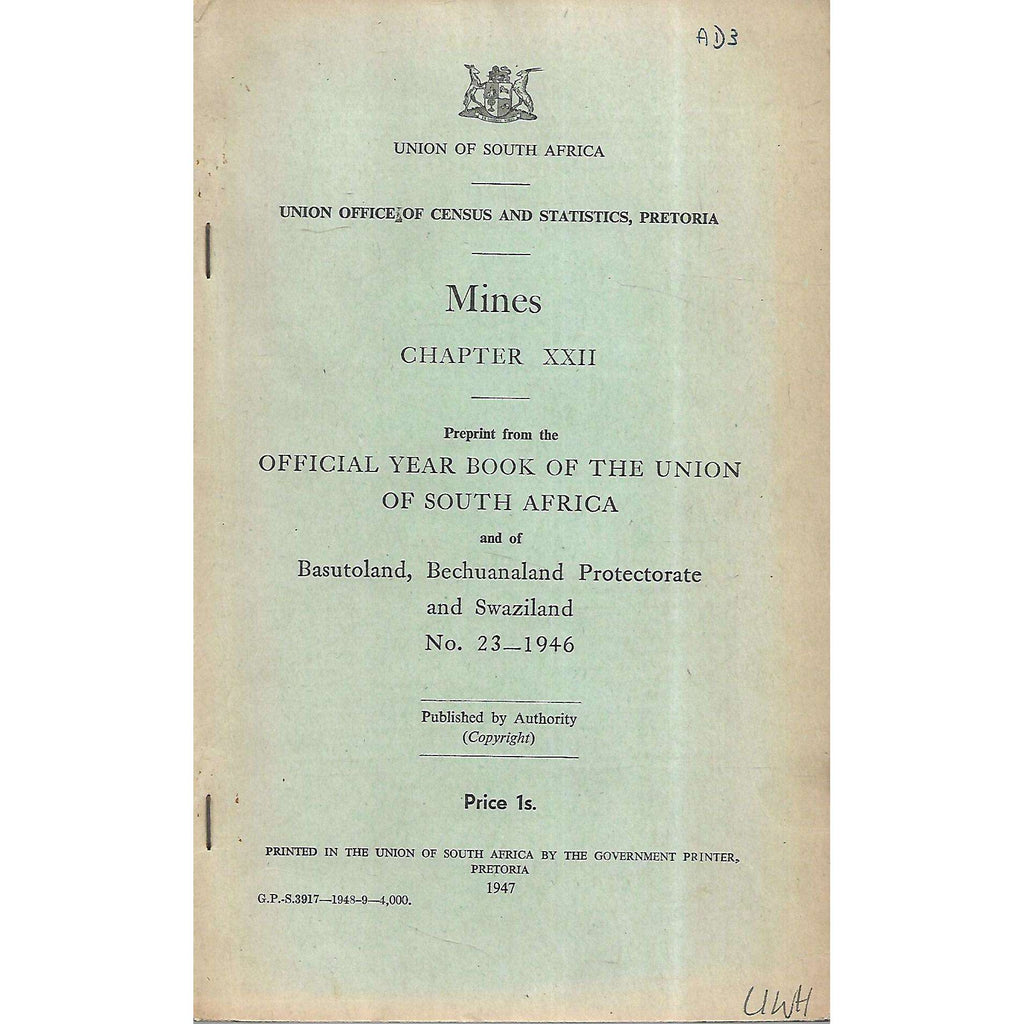 AD3
UNION OF SOUTH AFRICA
UNION OFFICE OF CENSUS AND STATISTICS, PRETORIA
Mines
CHAPTER XXII
Preprint from the
OFFICIAL YEAR BOOK OF THE UNION
OF SOUTH AFRICA
and of
Basutoland, Bechuanaland Protectorate
and Swaziland
No. 23—1946
Published by Authority
(Copyright)
Price 1s.
PRINTED IN THE UNION OF SOUTH AFRICA BY THE GOVERNMENT PRINTER,
PRETORIA
1947
G.P.-S.3917—1948-9—4,000.